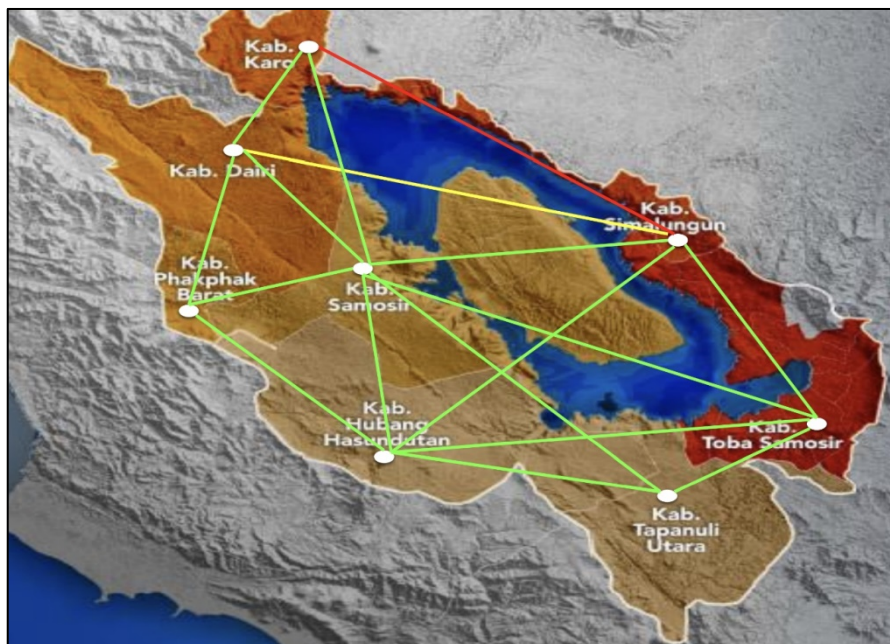 Kab.
Karo
Kab. Dairi
Kab.
Simalungun
Kab.
Phakphak
Barat
Kab.
Samosir
Kab.
Hubang
Hasundutan
Kab.
Toba Samosir
Kab.
Tapanuli
Utara